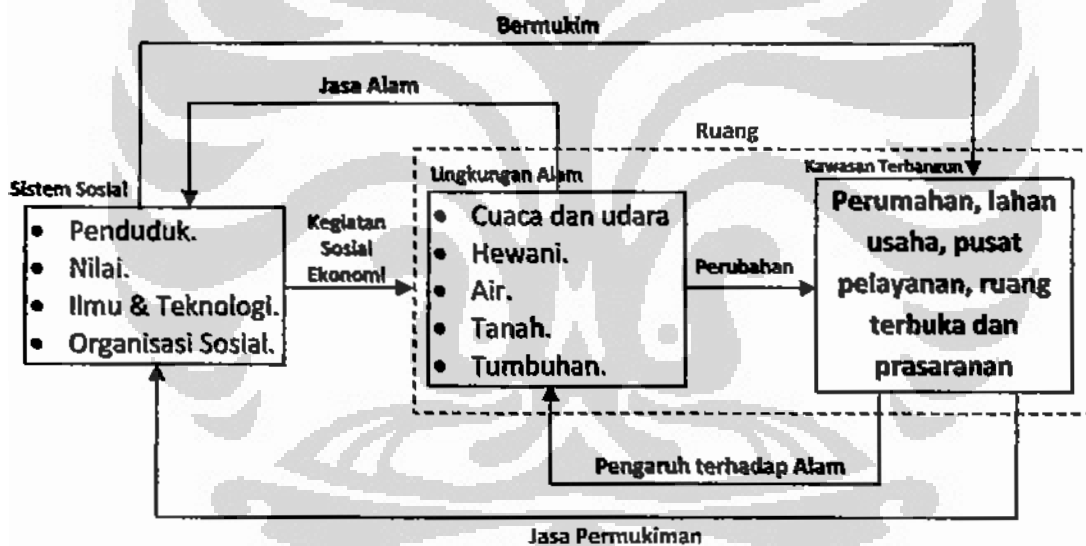 Bermukim
Jasa Alam
Ruang
Sistem Sosial
• Penduduk.
• Nilai.
• Ilmu & Teknologi.
• Organisasi Sosial.
Kegiatan
Sosial
Ekonomi
Lingkungan Alam
• Cuaca dan udara
• Hewani.
• Air.
• Tanah.
• Tumbuhan.
Perubahan
Kawasan Terbangun
Perumahan, lahan
usaha, pusat
pelayanan, ruang
terbuka dan
prasaranan
Pengaruh terhadap Alam
Jasa Permukiman